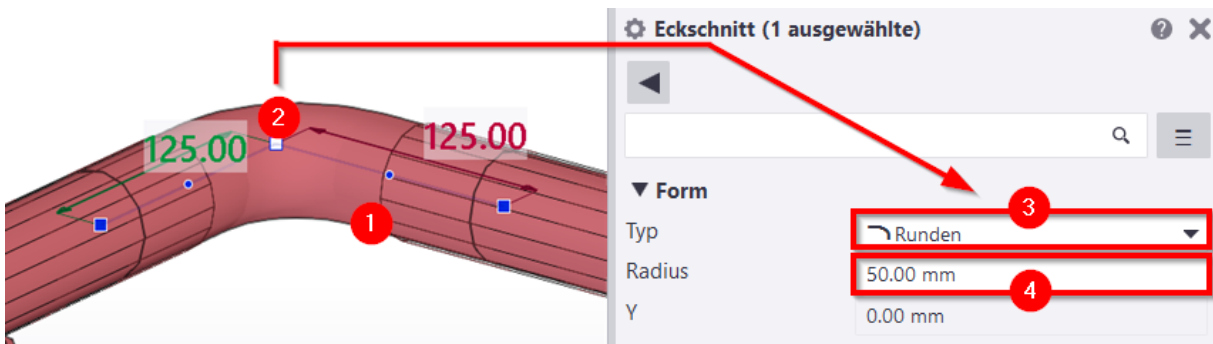 Eckschnitt (1 ausgewählte)
2
125.00
125.00
1
Form
Typ
3
Runden
Radius
50.00 mm
4
Y
0.00 mm